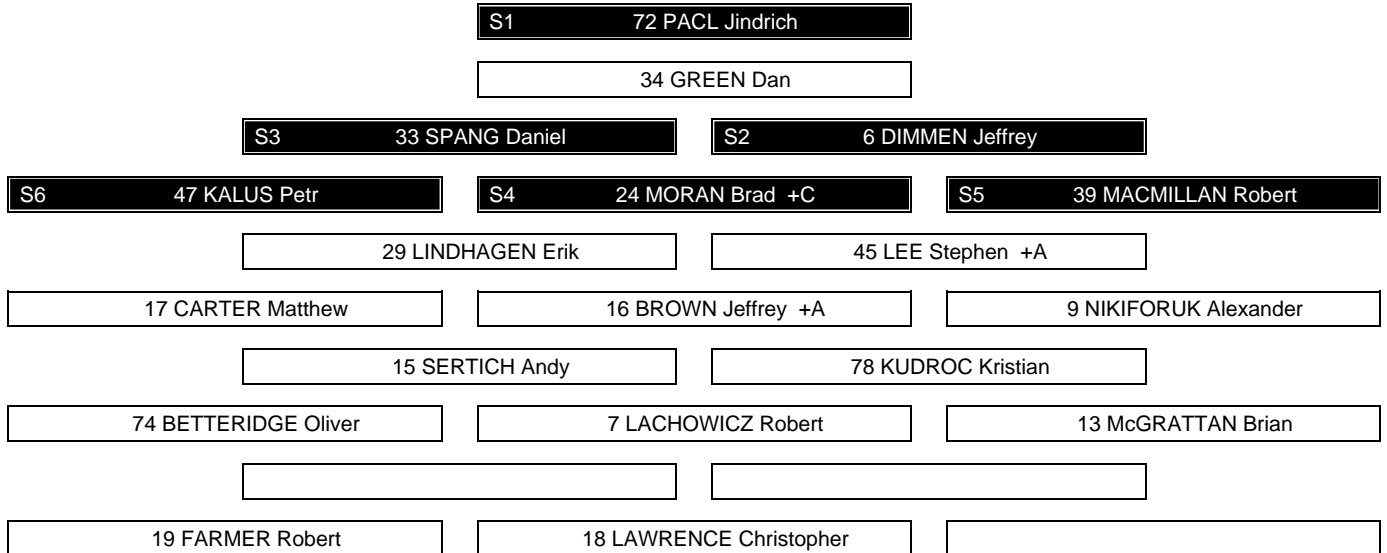 S1 72 PACL Jindrich
34 GREEN Dan
S3 33 SPANG Daniel S2 6 DIMMEN Jeffrey
S6 47 KALUS Petr S4 24 MORAN Brad +C S5 39 MACMILLAN Robert
29 LINDHAGEN Erik 45 LEE Stephen +A
17 CARTER Matthew 16 BROWN Jeffrey +A 9 NIKIFORUK Alexander
15 SERTICH Andy 78 KUDROC Kristian
74 BETTERIDGE Oliver 7 LACHOWICZ Robert 13 McGRATTAN Brian
19 FARMER Robert 18 LAWRENCE Christopher